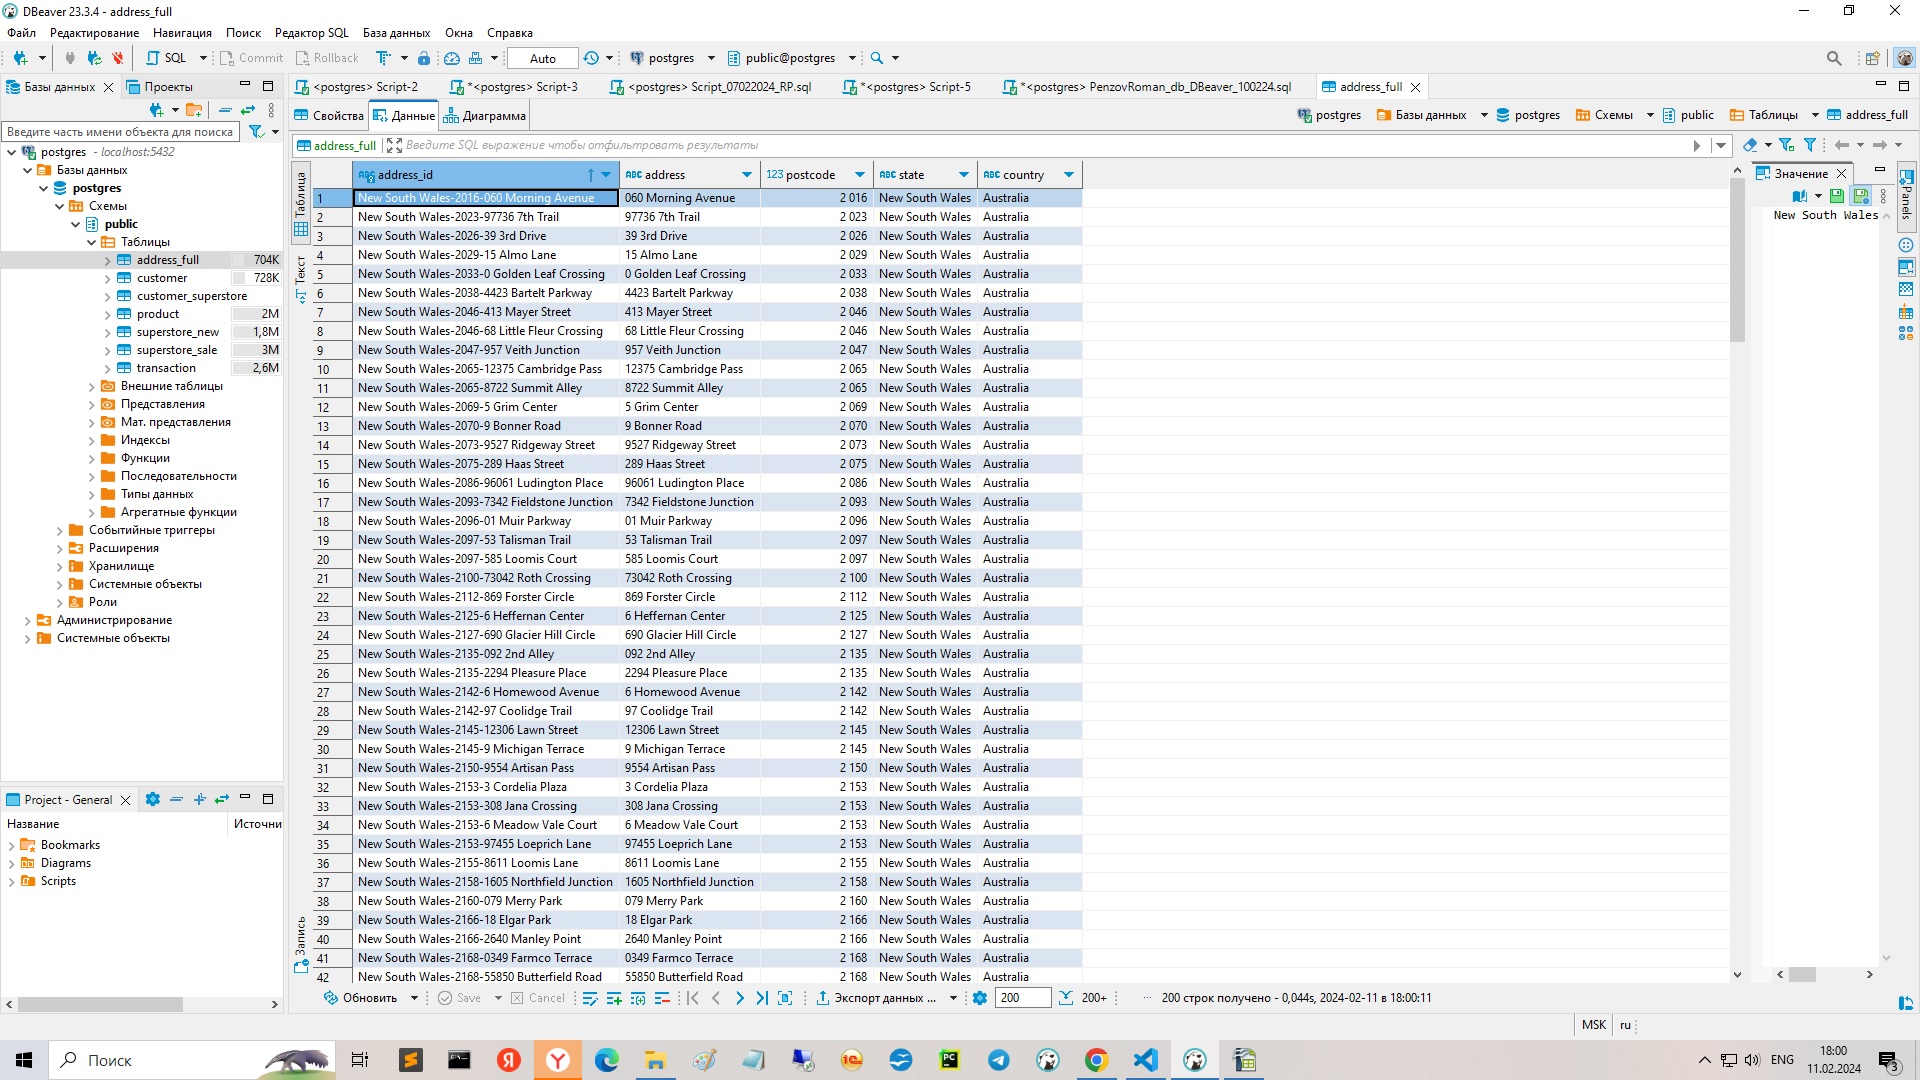 DBeaver 23.3.4 - address_full
Файл Редактирование Навигация Поиск Редактор SQL База данных Окна Справка
SQL Commit Rollback Auto postgres public@postgres
Базы данных Проекты
<postgres> Script-2 *<postgres> Script-3 <postgres> Script_07022024_RP.sql *<postgres> Script-5 *<postgres> PenzovRoman_db_DBeaver_100224.sql address_full
Свойства Данные Диаграмма postgres Базы данных postgres Схемы public Таблицы address_full
Введите часть имени объекта для поиска
address_full Введите SQL выражение чтобы отфильтровать результаты
postgres - localhost:5432
Базы данных
postgres
Схемы
public
Таблицы
address_full 704K
customer 728K
customer_superstore
product 2M
superstore_new 1,8M
superstore_sale 3M
transaction 2,6M
Внешние таблицы
Представления
Мат. представления
Индексы
Функции
Последовательности
Типы данных
Агрегатные функции
Событийные триггеры
Расширения
Хранилище
Системные объекты
Роли
Администрирование
Системные объекты
Project - General
Название Источни
Bookmarks
Diagrams
Scripts
Таблица
Текст
Запись
ABC address_id ABC address 123 postcode ABC state ABC country
1 New South Wales-2016-060 Morning Avenue 060 Morning Avenue 2 016 New South Wales Australia
2 New South Wales-2023-97736 7th Trail 97736 7th Trail 2 023 New South Wales Australia
3 New South Wales-2026-39 3rd Drive 39 3rd Drive 2 026 New South Wales Australia
4 New South Wales-2029-15 Almo Lane 15 Almo Lane 2 029 New South Wales Australia
5 New South Wales-2033-0 Golden Leaf Crossing 0 Golden Leaf Crossing 2 033 New South Wales Australia
6 New South Wales-2038-4423 Bartelt Parkway 4423 Bartelt Parkway 2 038 New South Wales Australia
7 New South Wales-2046-413 Mayer Street 413 Mayer Street 2 046 New South Wales Australia
8 New South Wales-2046-68 Little Fleur Crossing 68 Little Fleur Crossing 2 046 New South Wales Australia
9 New South Wales-2047-957 Veith Junction 957 Veith Junction 2 047 New South Wales Australia
10 New South Wales-2065-12375 Cambridge Pass 12375 Cambridge Pass 2 065 New South Wales Australia
11 New South Wales-2065-8722 Summit Alley 8722 Summit Alley 2 065 New South Wales Australia
12 New South Wales-2069-5 Grim Center 5 Grim Center 2 069 New South Wales Australia
13 New South Wales-2070-9 Bonner Road 9 Bonner Road 2 070 New South Wales Australia
14 New South Wales-2073-9527 Ridgeway Street 9527 Ridgeway Street 2 073 New South Wales Australia
15 New South Wales-2075-289 Haas Street 289 Haas Street 2 075 New South Wales Australia
16 New South Wales-2086-96061 Ludington Place 96061 Ludington Place 2 086 New South Wales Australia
17 New South Wales-2093-7342 Fieldstone Junction 7342 Fieldstone Junction 2 093 New South Wales Australia
18 New South Wales-2096-01 Muir Parkway 01 Muir Parkway 2 096 New South Wales Australia
19 New South Wales-2097-53 Talisman Trail 53 Talisman Trail 2 097 New South Wales Australia
20 New South Wales-2097-585 Loomis Court 585 Loomis Court 2 097 New South Wales Australia
21 New South Wales-2100-73042 Roth Crossing 73042 Roth Crossing 2 100 New South Wales Australia
22 New South Wales-2112-869 Forster Circle 869 Forster Circle 2 112 New South Wales Australia
23 New South Wales-2125-6 Heffernan Center 6 Heffernan Center 2 125 New South Wales Australia
24 New South Wales-2127-690 Glacier Hill Circle 690 Glacier Hill Circle 2 127 New South Wales Australia
25 New South Wales-2135-092 2nd Alley 092 2nd Alley 2 135 New South Wales Australia
26 New South Wales-2135-2294 Pleasure Place 2294 Pleasure Place 2 135 New South Wales Australia
27 New South Wales-2142-6 Homewood Avenue 6 Homewood Avenue 2 142 New South Wales Australia
28 New South Wales-2142-97 Coolidge Trail 97 Coolidge Trail 2 142 New South Wales Australia
29 New South Wales-2145-12306 Lawn Street 12306 Lawn Street 2 145 New South Wales Australia
30 New South Wales-2145-9 Michigan Terrace 9 Michigan Terrace 2 145 New South Wales Australia
31 New South Wales-2150-9554 Artisan Pass 9554 Artisan Pass 2 150 New South Wales Australia
32 New South Wales-2153-3 Cordelia Plaza 3 Cordelia Plaza 2 153 New South Wales Australia
33 New South Wales-2153-308 Jana Crossing 308 Jana Crossing 2 153 New South Wales Australia
34 New South Wales-2153-6 Meadow Vale Court 6 Meadow Vale Court 2 153 New South Wales Australia
35 New South Wales-2153-97455 Loeprich Lane 97455 Loeprich Lane 2 153 New South Wales Australia
36 New South Wales-2155-8611 Loomis Lane 8611 Loomis Lane 2 155 New South Wales Australia
37 New South Wales-2158-1605 Northfield Junction 1605 Northfield Junction 2 158 New South Wales Australia
38 New South Wales-2160-079 Merry Park 079 Merry Park 2 160 New South Wales Australia
39 New South Wales-2166-18 Elgar Park 18 Elgar Park 2 166 New South Wales Australia
40 New South Wales-2166-2640 Manley Point 2640 Manley Point 2 166 New South Wales Australia
41 New South Wales-2168-0349 Farmco Terrace 0349 Farmco Terrace 2 168 New South Wales Australia
42 New South Wales-2168-55850 Butterfield Road 55850 Butterfield Road 2 168 New South Wales Australia
Значение
New South Wales
Panels
Обновить Save Cancel Экспорт данных ... 200 200+ ··· 200 строк получено - 0,044s, 2024-02-11 в 18:00:11
MSK ru
Поиск
ENG 18:00
11.02.2024
3